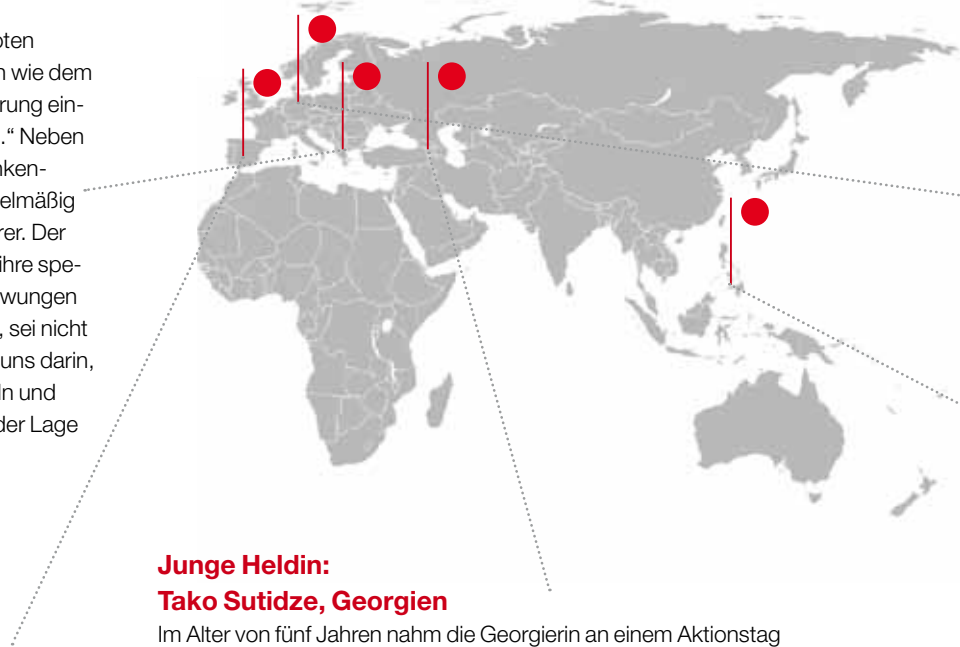 oten
n wie dem
rung ein-
.“ Neben
nken-
elmäßig
rer. Der
ihre spe-
wungen
, sei nicht
uns darin,
ln und
der Lage
Junge Heldin:
Tako Sutidze, Georgien
Im Alter von fünf Jahren nahm die Georgierin an einem Aktionstag